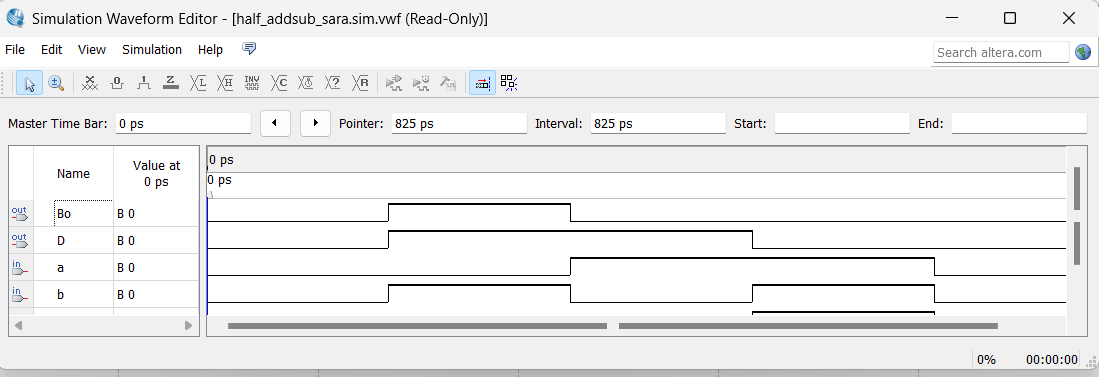 Simulation Waveform Editor - [half_addsub_sara.sim.vwf (Read-Only)]
File Edit View Simulation Help
Search altera.com
Master Time Bar: 0 ps Pointer: 825 ps Interval: 825 ps Start: End:
Name Value at 0 ps
0 ps
0 ps
out Bo B 0
out D B 0
in a B 0
in b B 0
0% 00:00:00